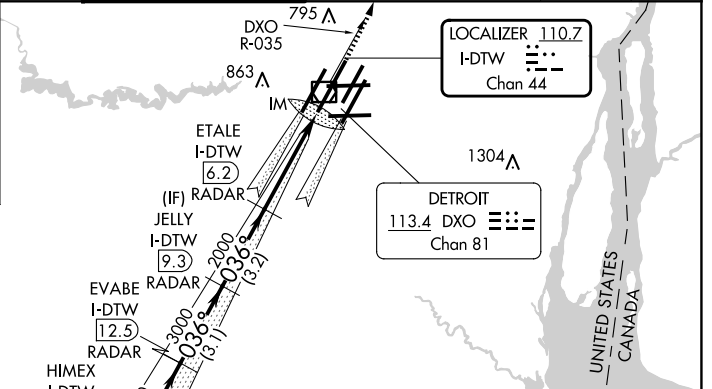 795
DXO
R-035
LOCALIZER 110.7
I-DTW
Chan 44
863
IM
ETALE
I-DTW
6.2
RADAR
1304
DETROIT
113.4 DXO
Chan 81
(IF)
JELLY
I-DTW
9.3
RADAR
2000
036°
(3.2)
EVABE
I-DTW
12.5
RADAR
3000
036°
(3.1)
HIMEX
I-DTW
UNITED STATES
CANADA